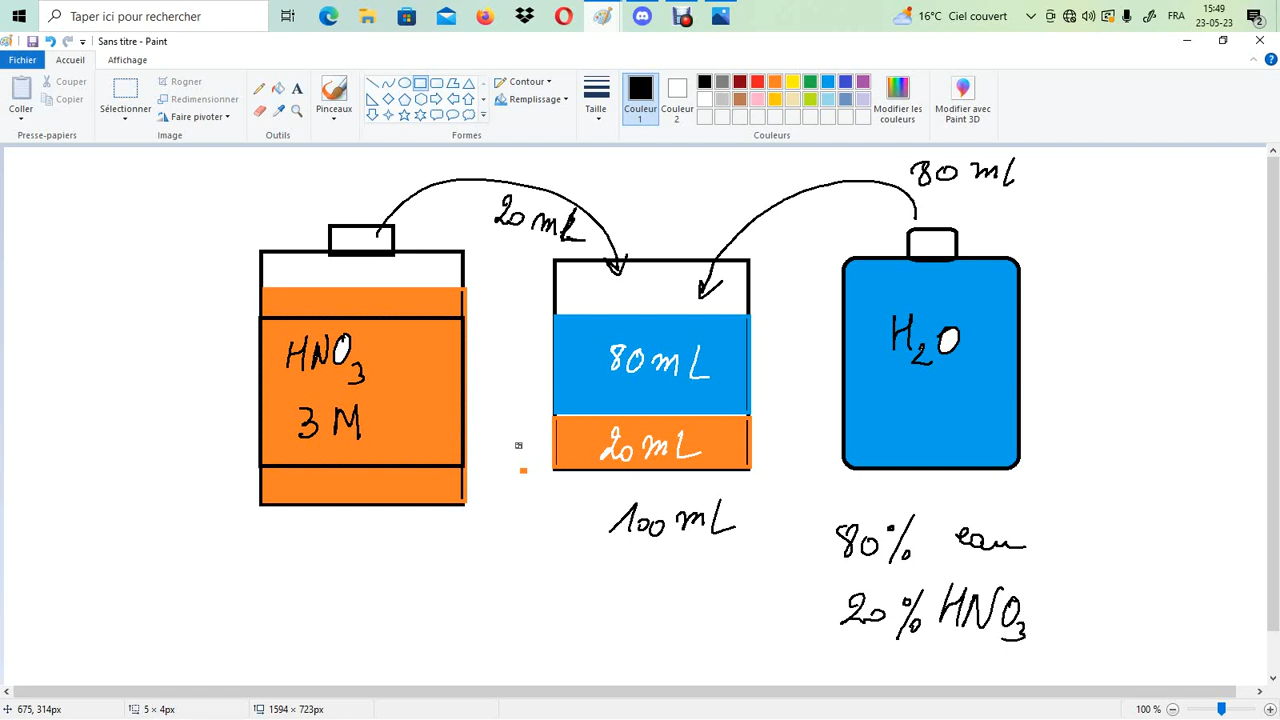 Taper ici pour rechercher
16°C Ciel couvert
FRA
15:49
23-05-23
2
Sans titre - Paint
Fichier
Accueil
Affichage
Coller
Couper
Copier
Presse-papiers
Sélectionner
Rogner
Redimensionner
Faire pivoter
Image
A
Outils
Pinceaux
Contour
Remplissage
Formes
Taille
Couleur 1
Couleur 2
Modifier les couleurs
Couleurs
Modifier avec Paint 3D
80 mL
20 mL
HNO3
3 M
80 mL
20 mL
100 mL
H2O
80% eau
20% HNO3
675, 314px
5 × 4px
1594 × 723px
100 %